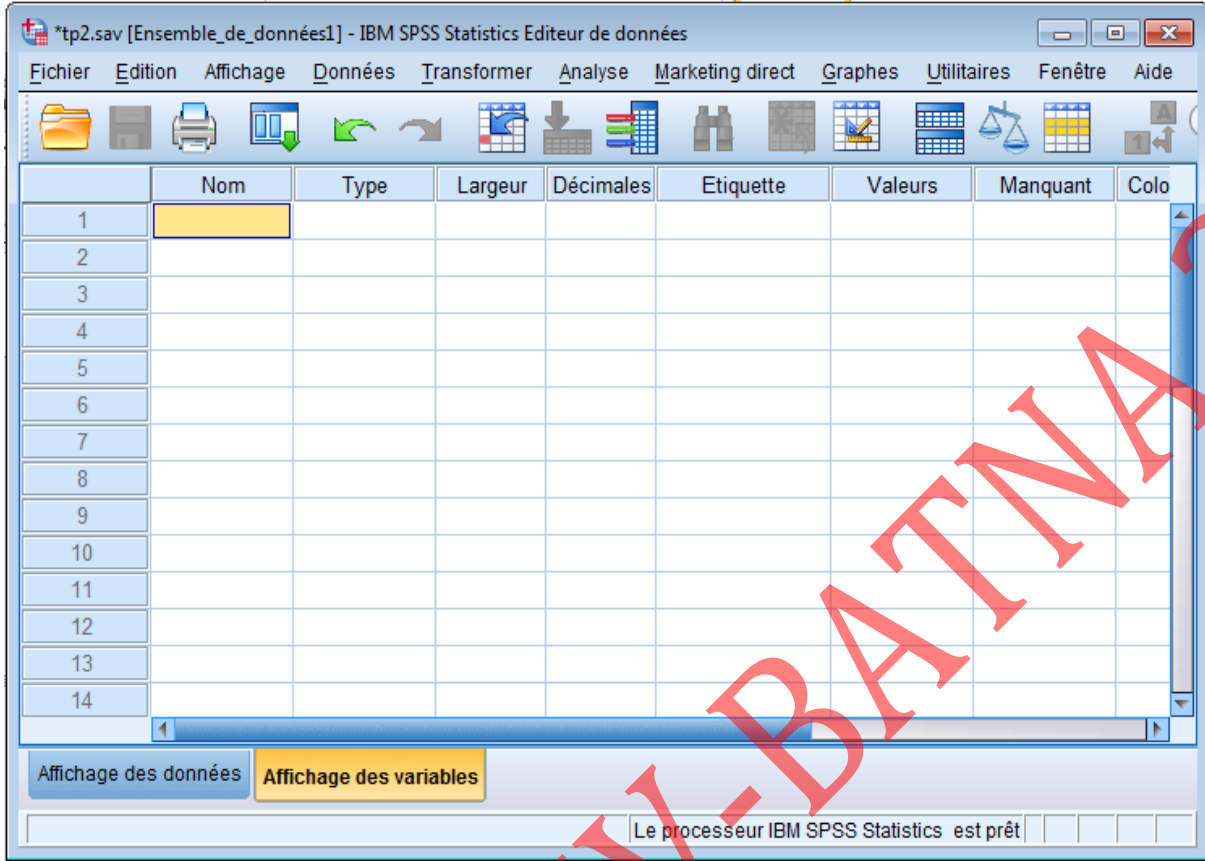 *tp2.sav [Ensemble_de_données1] - IBM SPSS Statistics Editeur de données
Fichier Edition Affichage Données Transformer Analyse Marketing direct Graphes Utilitaires Fenêtre Aide
A
1
Nom Type Largeur Décimales Etiquette Valeurs Manquant Colo
1
2
3
4
5
6
7
8
9
10
11
12
13
14
Affichage des données Affichage des variables
Le processeur IBM SPSS Statistics est prêt
V-BATNA